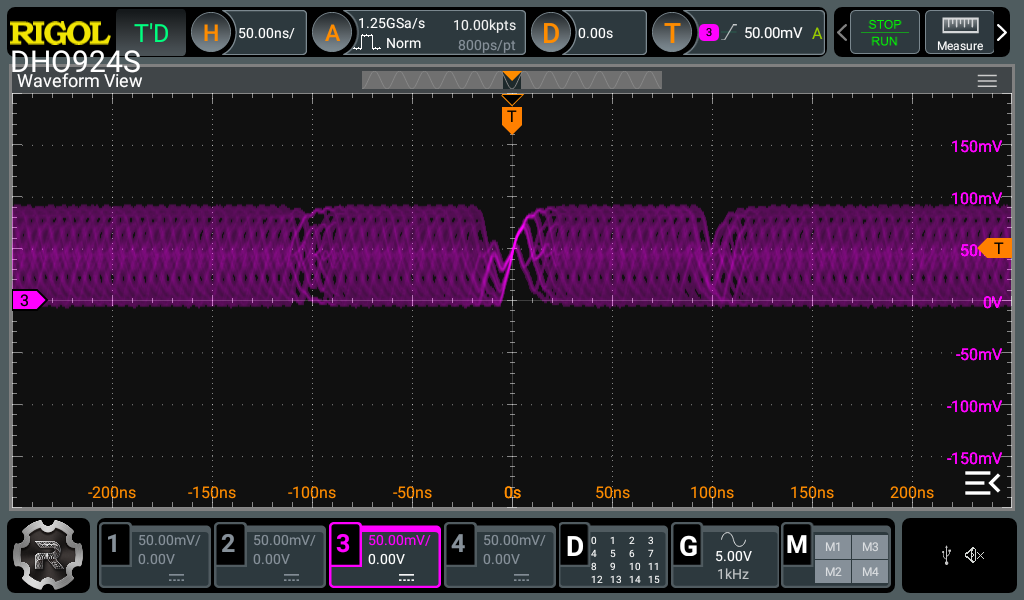 RIGOL T'D H 50.00ns/ A 1.25GSa/s 10.00kpts D 0.00s T 3 50.00mV A STOP
Norm 800ps/pt RUN Measure
DHO924S
Waveform View
T
150mV
100mV
50 T
3 0V
-50mV
-100mV
-150mV
-200ns -150ns -100ns -50ns 0s 50ns 100ns 150ns 200ns
R
1 50.00mV/ 0.00V
2 50.00mV/ 0.00V
3 50.00mV/ 0.00V
4 50.00mV/ 0.00V
D 0 1 2 3
4 5 6 7
8 9 10 11
12 13 14 15
G 5.00V
1kHz
M M1 M3
M2 M4